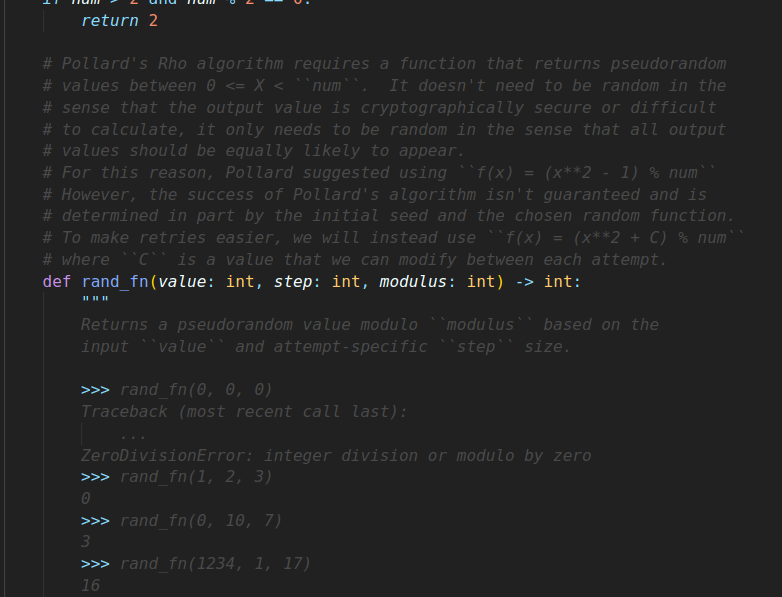 if num > 2 and num % 2 == 0:
    return 2

# Pollard's Rho algorithm requires a function that returns pseudorandom
# values between 0 <= X < ``num``.  It doesn't need to be random in the
# sense that the output value is cryptographically secure or difficult
# to calculate, it only needs to be random in the sense that all output
# values should be equally likely to appear.
# For this reason, Pollard suggested using ``f(x) = (x**2 - 1) % num``
# However, the success of Pollard's algorithm isn't guaranteed and is
# determined in part by the initial seed and the chosen random function.
# To make retries easier, we will instead use ``f(x) = (x**2 + C) % num``
# where ``C`` is a value that we can modify between each attempt.
def rand_fn(value: int, step: int, modulus: int) -> int:
    """
    Returns a pseudorandom value modulo ``modulus`` based on the
    input ``value`` and attempt-specific ``step`` size.

    >>> rand_fn(0, 0, 0)
    Traceback (most recent call last):
        ...
    ZeroDivisionError: integer division or modulo by zero
    >>> rand_fn(1, 2, 3)
    0
    >>> rand_fn(0, 10, 7)
    3
    >>> rand_fn(1234, 1, 17)
    16